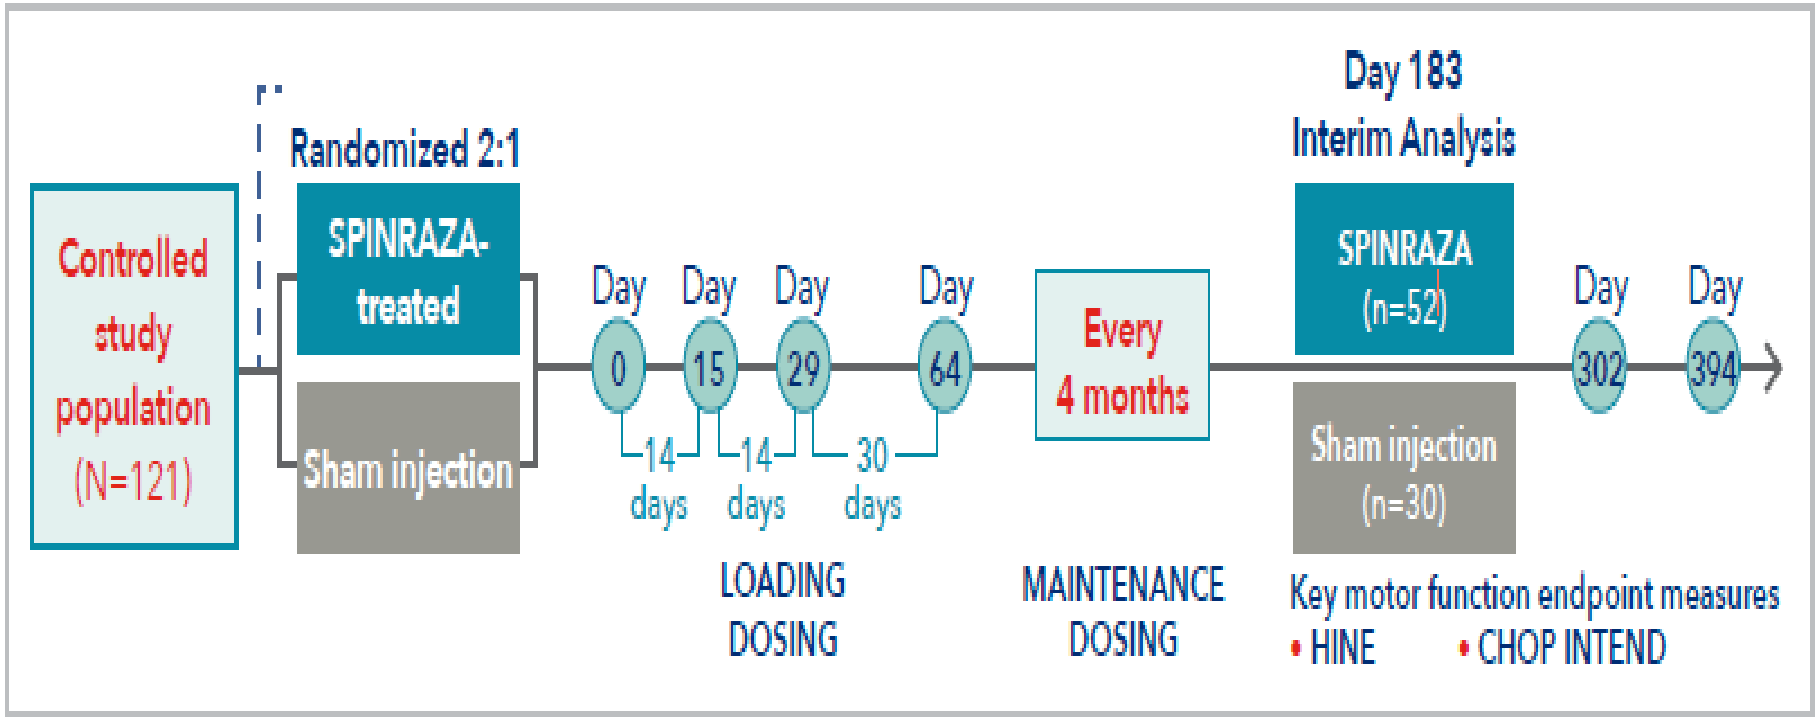 Controlled
study
population
(N=121)
Randomized 2:1
SPINRAZA-
treated
Sham injection
Day
0
Day
15
Day
29
Day
64
14
days
14
days
30
days
LOADING
DOSING
Every
4 months
MAINTENANCE
DOSING
Day 183
Interim Analysis
SPINRAZA
(n=52)
Sham injection
(n=30)
Day
302
Day
394
Key motor function endpoint measures
• HINE
• CHOP INTEND